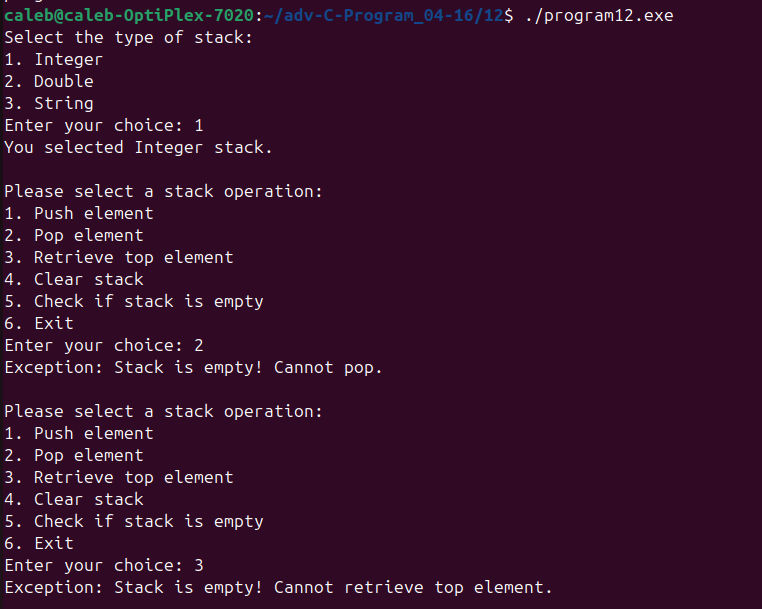 caleb@caleb-OptiPlex-7020:~/adv-C-Program_04-16/12$ ./program12.exe
Select the type of stack:
1. Integer
2. Double
3. String
Enter your choice: 1
You selected Integer stack.
Please select a stack operation:
1. Push element
2. Pop element
3. Retrieve top element
4. Clear stack
5. Check if stack is empty
6. Exit
Enter your choice: 2
Exception: Stack is empty! Cannot pop.
Please select a stack operation:
1. Push element
2. Pop element
3. Retrieve top element
4. Clear stack
5. Check if stack is empty
6. Exit
Enter your choice: 3
Exception: Stack is empty! Cannot retrieve top element.